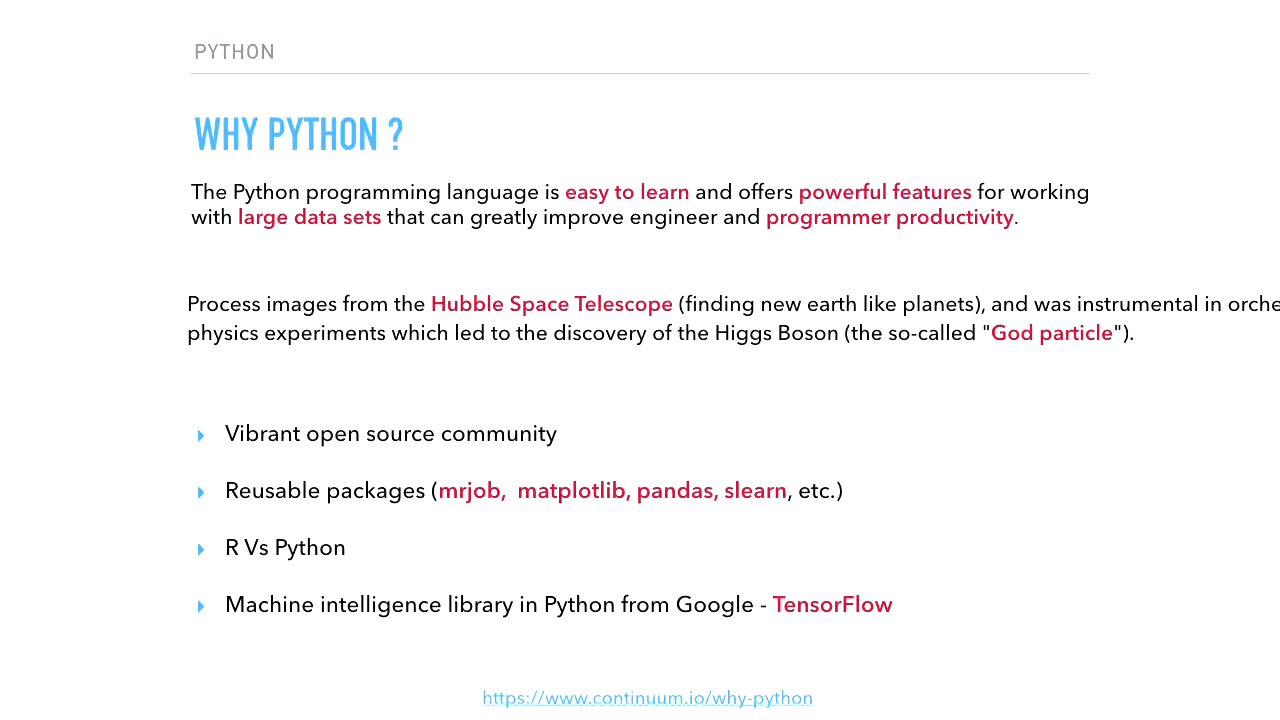 PYTHON
WHY PYTHON ?
The Python programming language is easy to learn and offers powerful features for working
with large data sets that can greatly improve engineer and programmer productivity.
Process images from the Hubble Space Telescope (finding new earth like planets), and was instrumental in
physics experiments which led to the discovery of the Higgs Boson (the so-called "God particle").
Vibrant open source community
Reusable packages (mrjob,  matplotlib, pandas, slearn, etc.)
R Vs Python
Machine intelligence library in Python from Google - TensorFlow
https://www.continuum.io/why-python